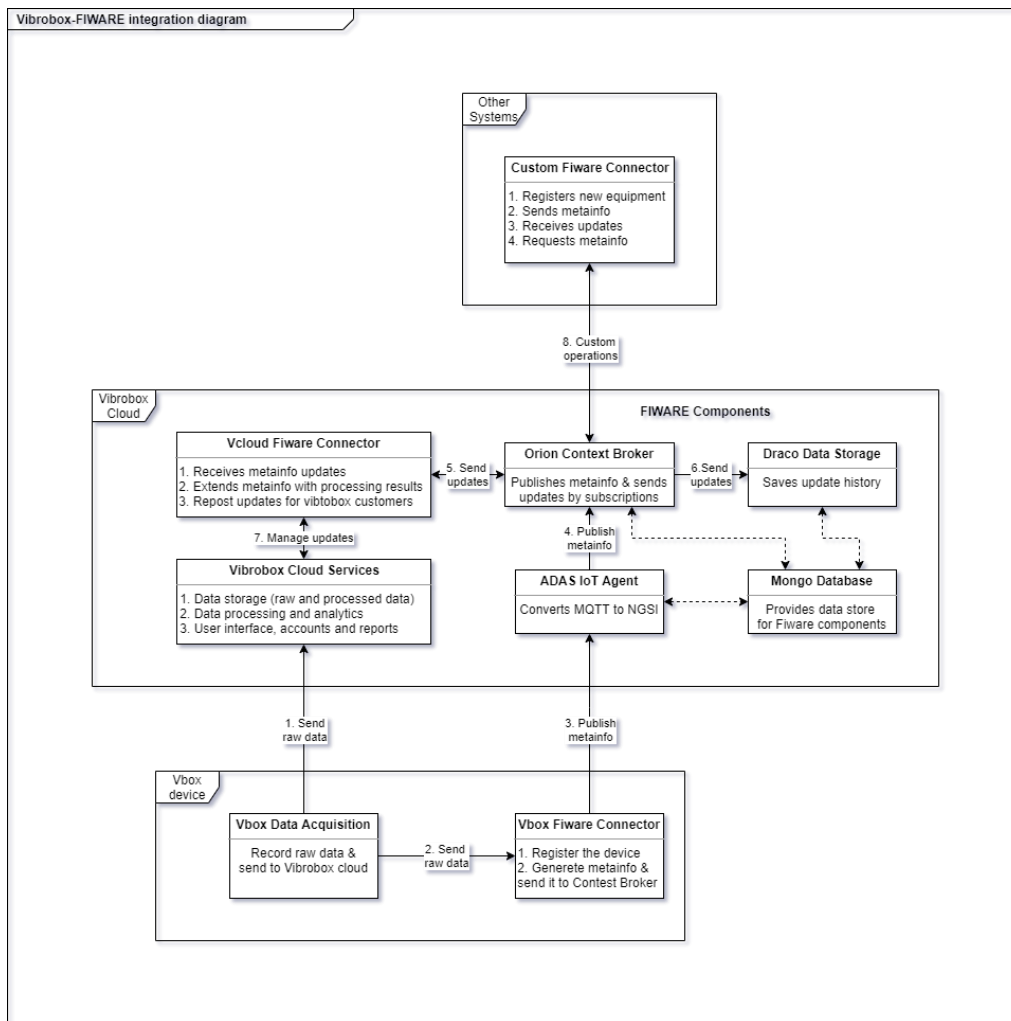 Vibrobox-FIWARE integration diagram
Other
Systems
Custom Fiware Connector
1. Registers new equipment
2. Sends metainfo
3. Receives updates
4. Requests metainfo
8. Custom
operations
Vibrobox
Cloud
FIWARE Components
Vcloud Fiware Connector
1. Receives metainfo updates
2. Extends metainfo with processing results
3. Repost updates for vibtobox customers
5. Send
updates
Orion Context Broker
Publishes metainfo & sends
updates by subscriptions
6.Send
updates
Draco Data Storage
Saves update history
7. Manage updates
4. Publish
metainfo
Vibrobox Cloud Services
1. Data storage (raw and processed data)
2. Data processing and analytics
3. User interface, accounts and reports
ADAS IoT Agent
Converts MQTT to NGSI
Mongo Database
Provides data store
for Fiware components
1. Send
raw data
3. Publish
metainfo
Vbox
device
Vbox Data Acquisition
Record raw data &
send to Vibrobox cloud
2. Send
raw data
Vbox Fiware Connector
1. Register the device
2. Generete metainfo &
send it to Contest Broker